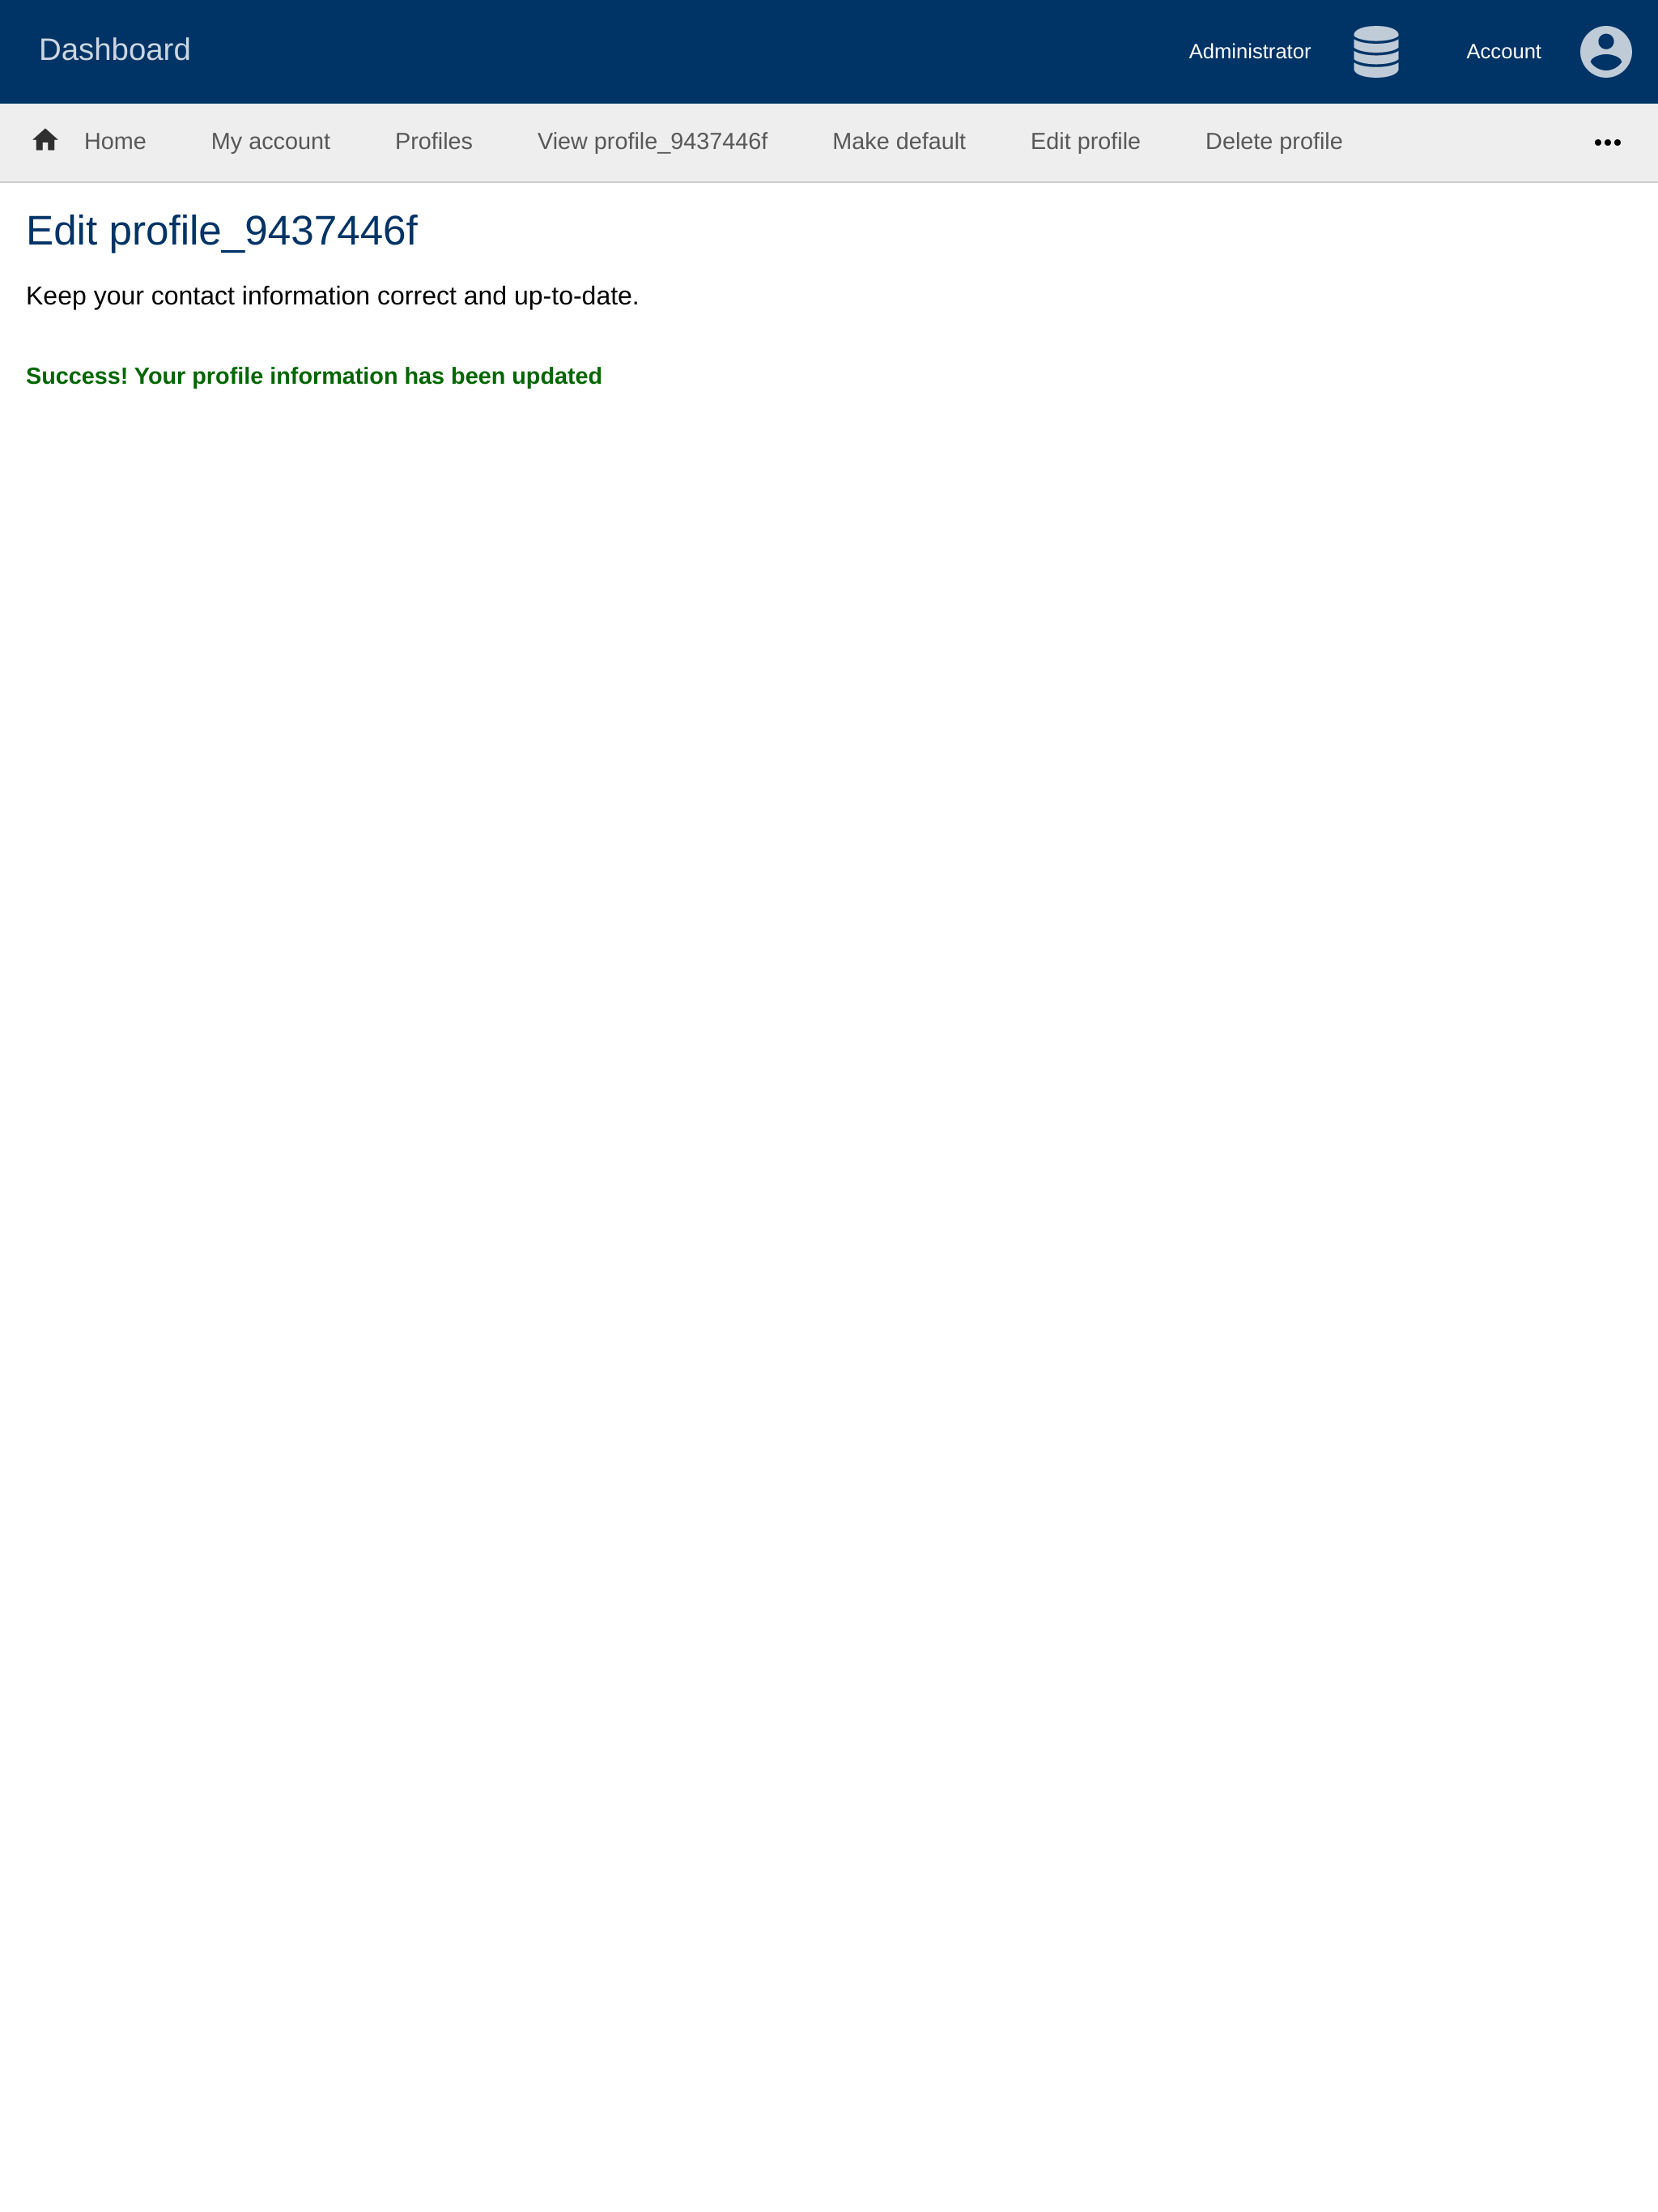 Dashboard
Administrator
Account
Home
My account
Profiles
View profile_9437446f
Make default
Edit profile
Delete profile
Edit profile_9437446f
Keep your contact information correct and up-to-date.
Success! Your profile information has been updated